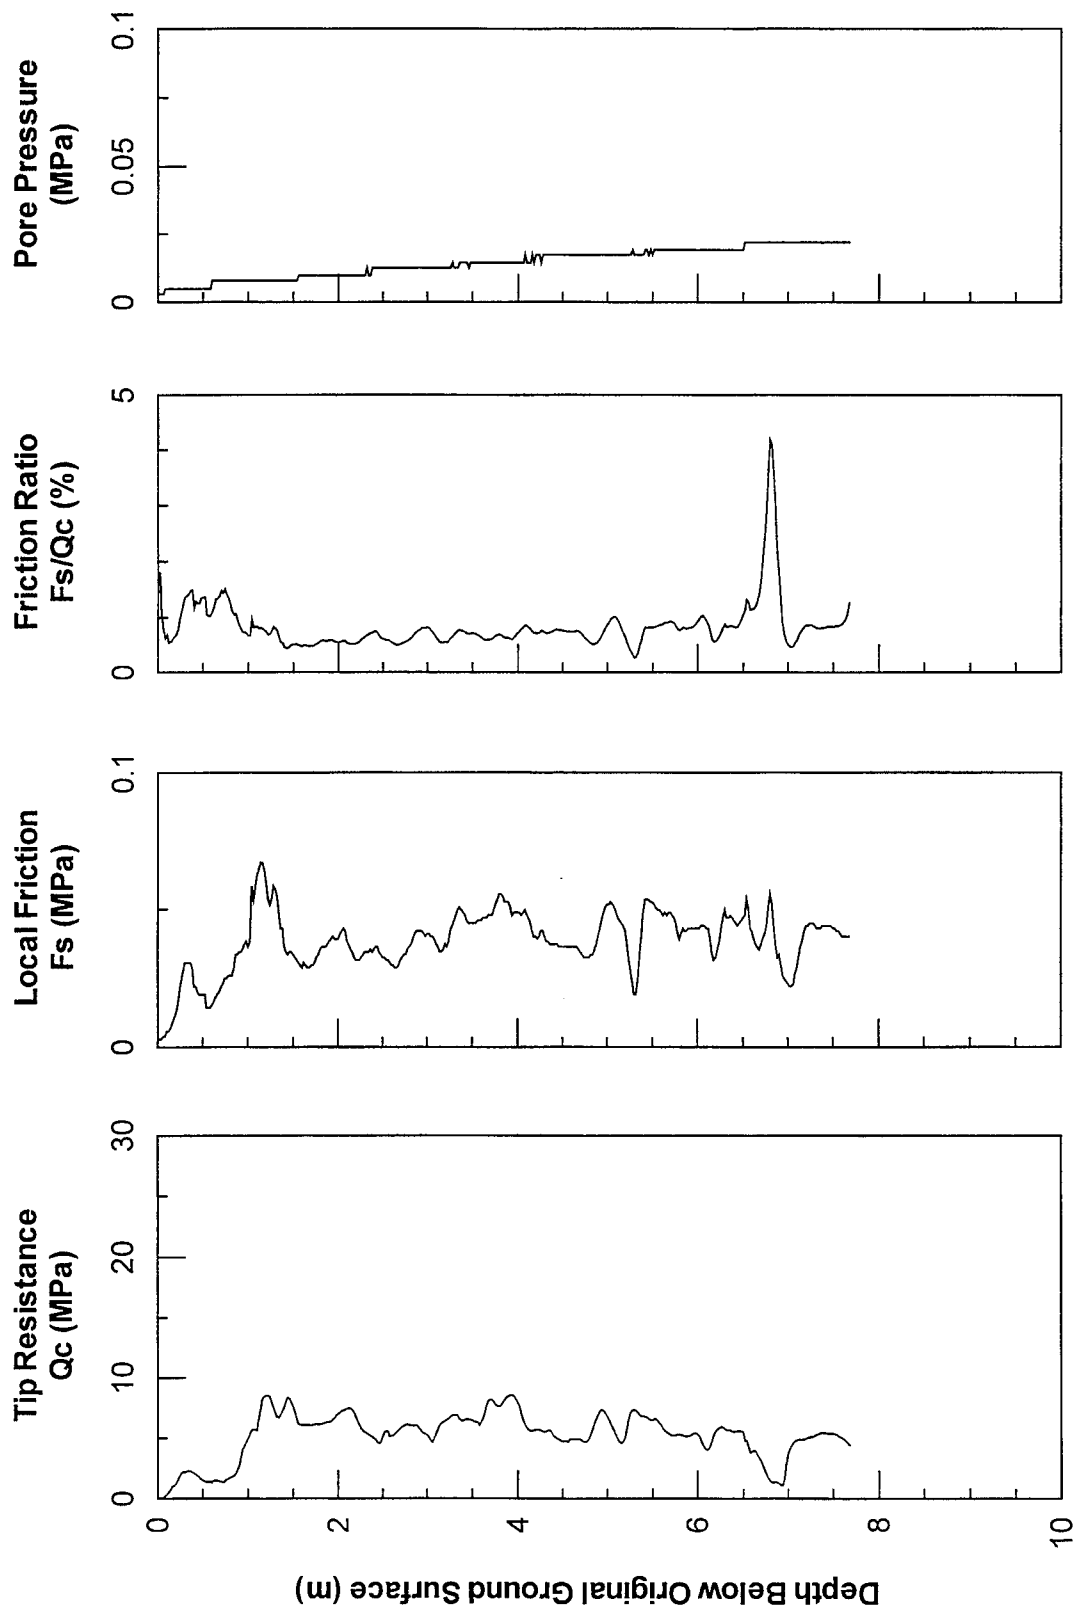 Tip Resistance
Qc (MPa)
0
10
20
30
Local Friction
Fs (MPa)
0
0.1
Friction Ratio
Fs/Qc (%)
0
5
Pore Pressure
(MPa)
0
0.05
0.1
0
2
4
6
8
10
Depth Below Original Ground Surface (m)